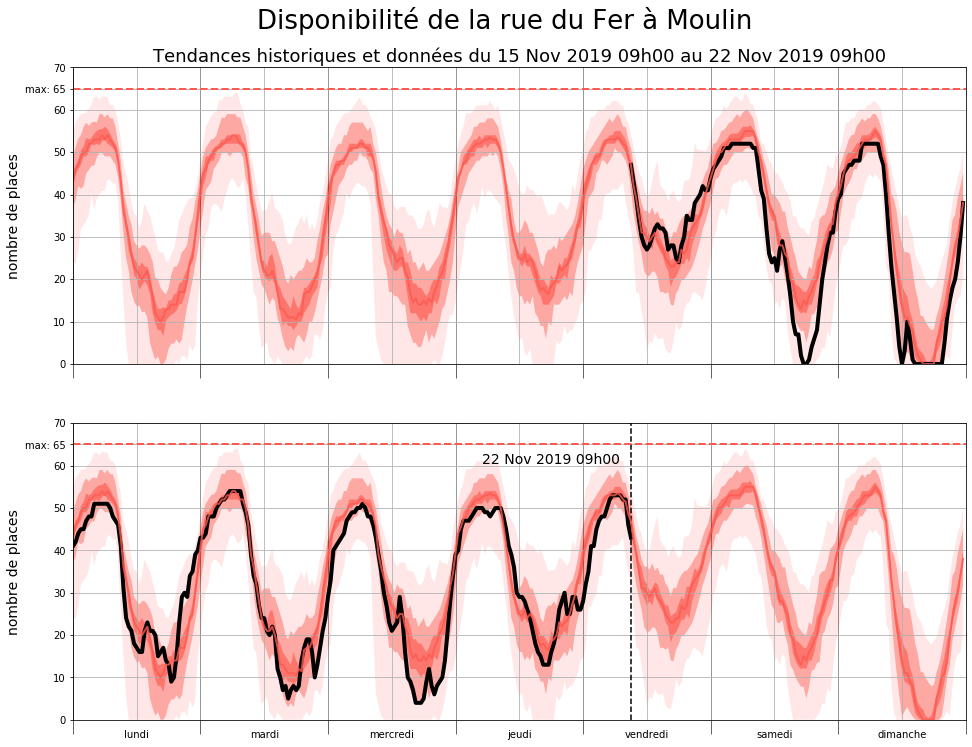 Disponibilité de la rue du Fer à Moulin
Tendances historiques et données du 15 Nov 2019 09h00 au 22 Nov 2019 09h00
70
max: 65
60
50
40
30
20
10
0
nombre de places
70
max: 65
60
50
40
30
20
10
0
nombre de places
22 Nov 2019 09h00
lundi mardi mercredi jeudi vendredi samedi dimanche